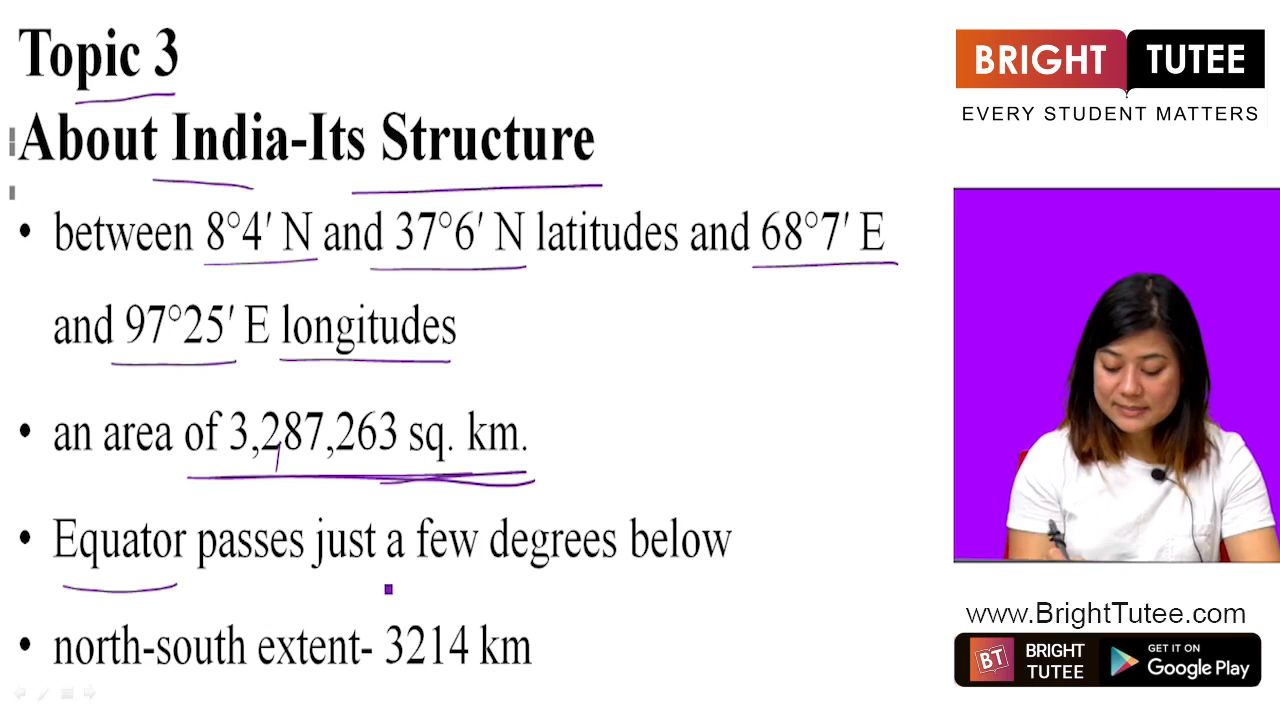 Topic 3
About India-Its Structure
• between 8°4′ N and 37°6′ N latitudes and 68°7′ E
and 97°25′ E longitudes
• an area of 3,287,263 sq. km.
• Equator passes just a few degrees below
• north-south extent- 3214 km
BRIGHT TUTEE
EVERY STUDENT MATTERS
www.BrightTutee.com
BT BRIGHT TUTEE
GET IT ON
Google Play